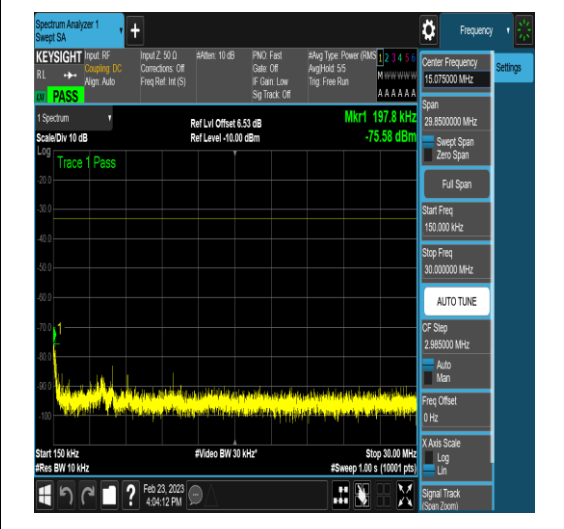 Spectrum Analyzer 1
Swept SA
Frequency
KEYSIGHT
RL
PASS
Input: RF
Coupling: DC
Align: Auto
Input Z: 50 Ω
Corrections: Off
Freq Ref: Int (S)
#Atten: 10 dB
PNO: Fast
Gate: Off
IF Gain: Low
Sig Track: Off
#Avg Type: Power (RMS
Avg|Hold: 5/5
Trig: Free Run
1 2 3 4 5 6
M W W W W W
A A A A A A
Center Frequency
15.075000 MHz
Settings
Span
29.8500000 MHz
Swept Span
Zero Span
Full Span
Start Freq
150.000 kHz
Stop Freq
30.000000 MHz
AUTO TUNE
CF Step
2.985000 MHz
Auto
Man
Freq Offset
0 Hz
X Axis Scale
Log
Lin
Signal Track
(Span Zoom)
1 Spectrum
Scale/Div 10 dB
Ref Lvl Offset 6.53 dB
Ref Level -10.00 dBm
Mkr1 197.8 kHz
-75.58 dBm
Log
Trace 1 Pass
-20.0
-30.0
-40.0
-50.0
-60.0
-70.0
1
-80.0
-90.0
-100
Start 150 kHz
#Res BW 10 kHz
#Video BW 30 kHz*
Stop 30.00 MHz
#Sweep 1.00 s (10001 pts)
?
Feb 23, 2023
4:04:12 PM